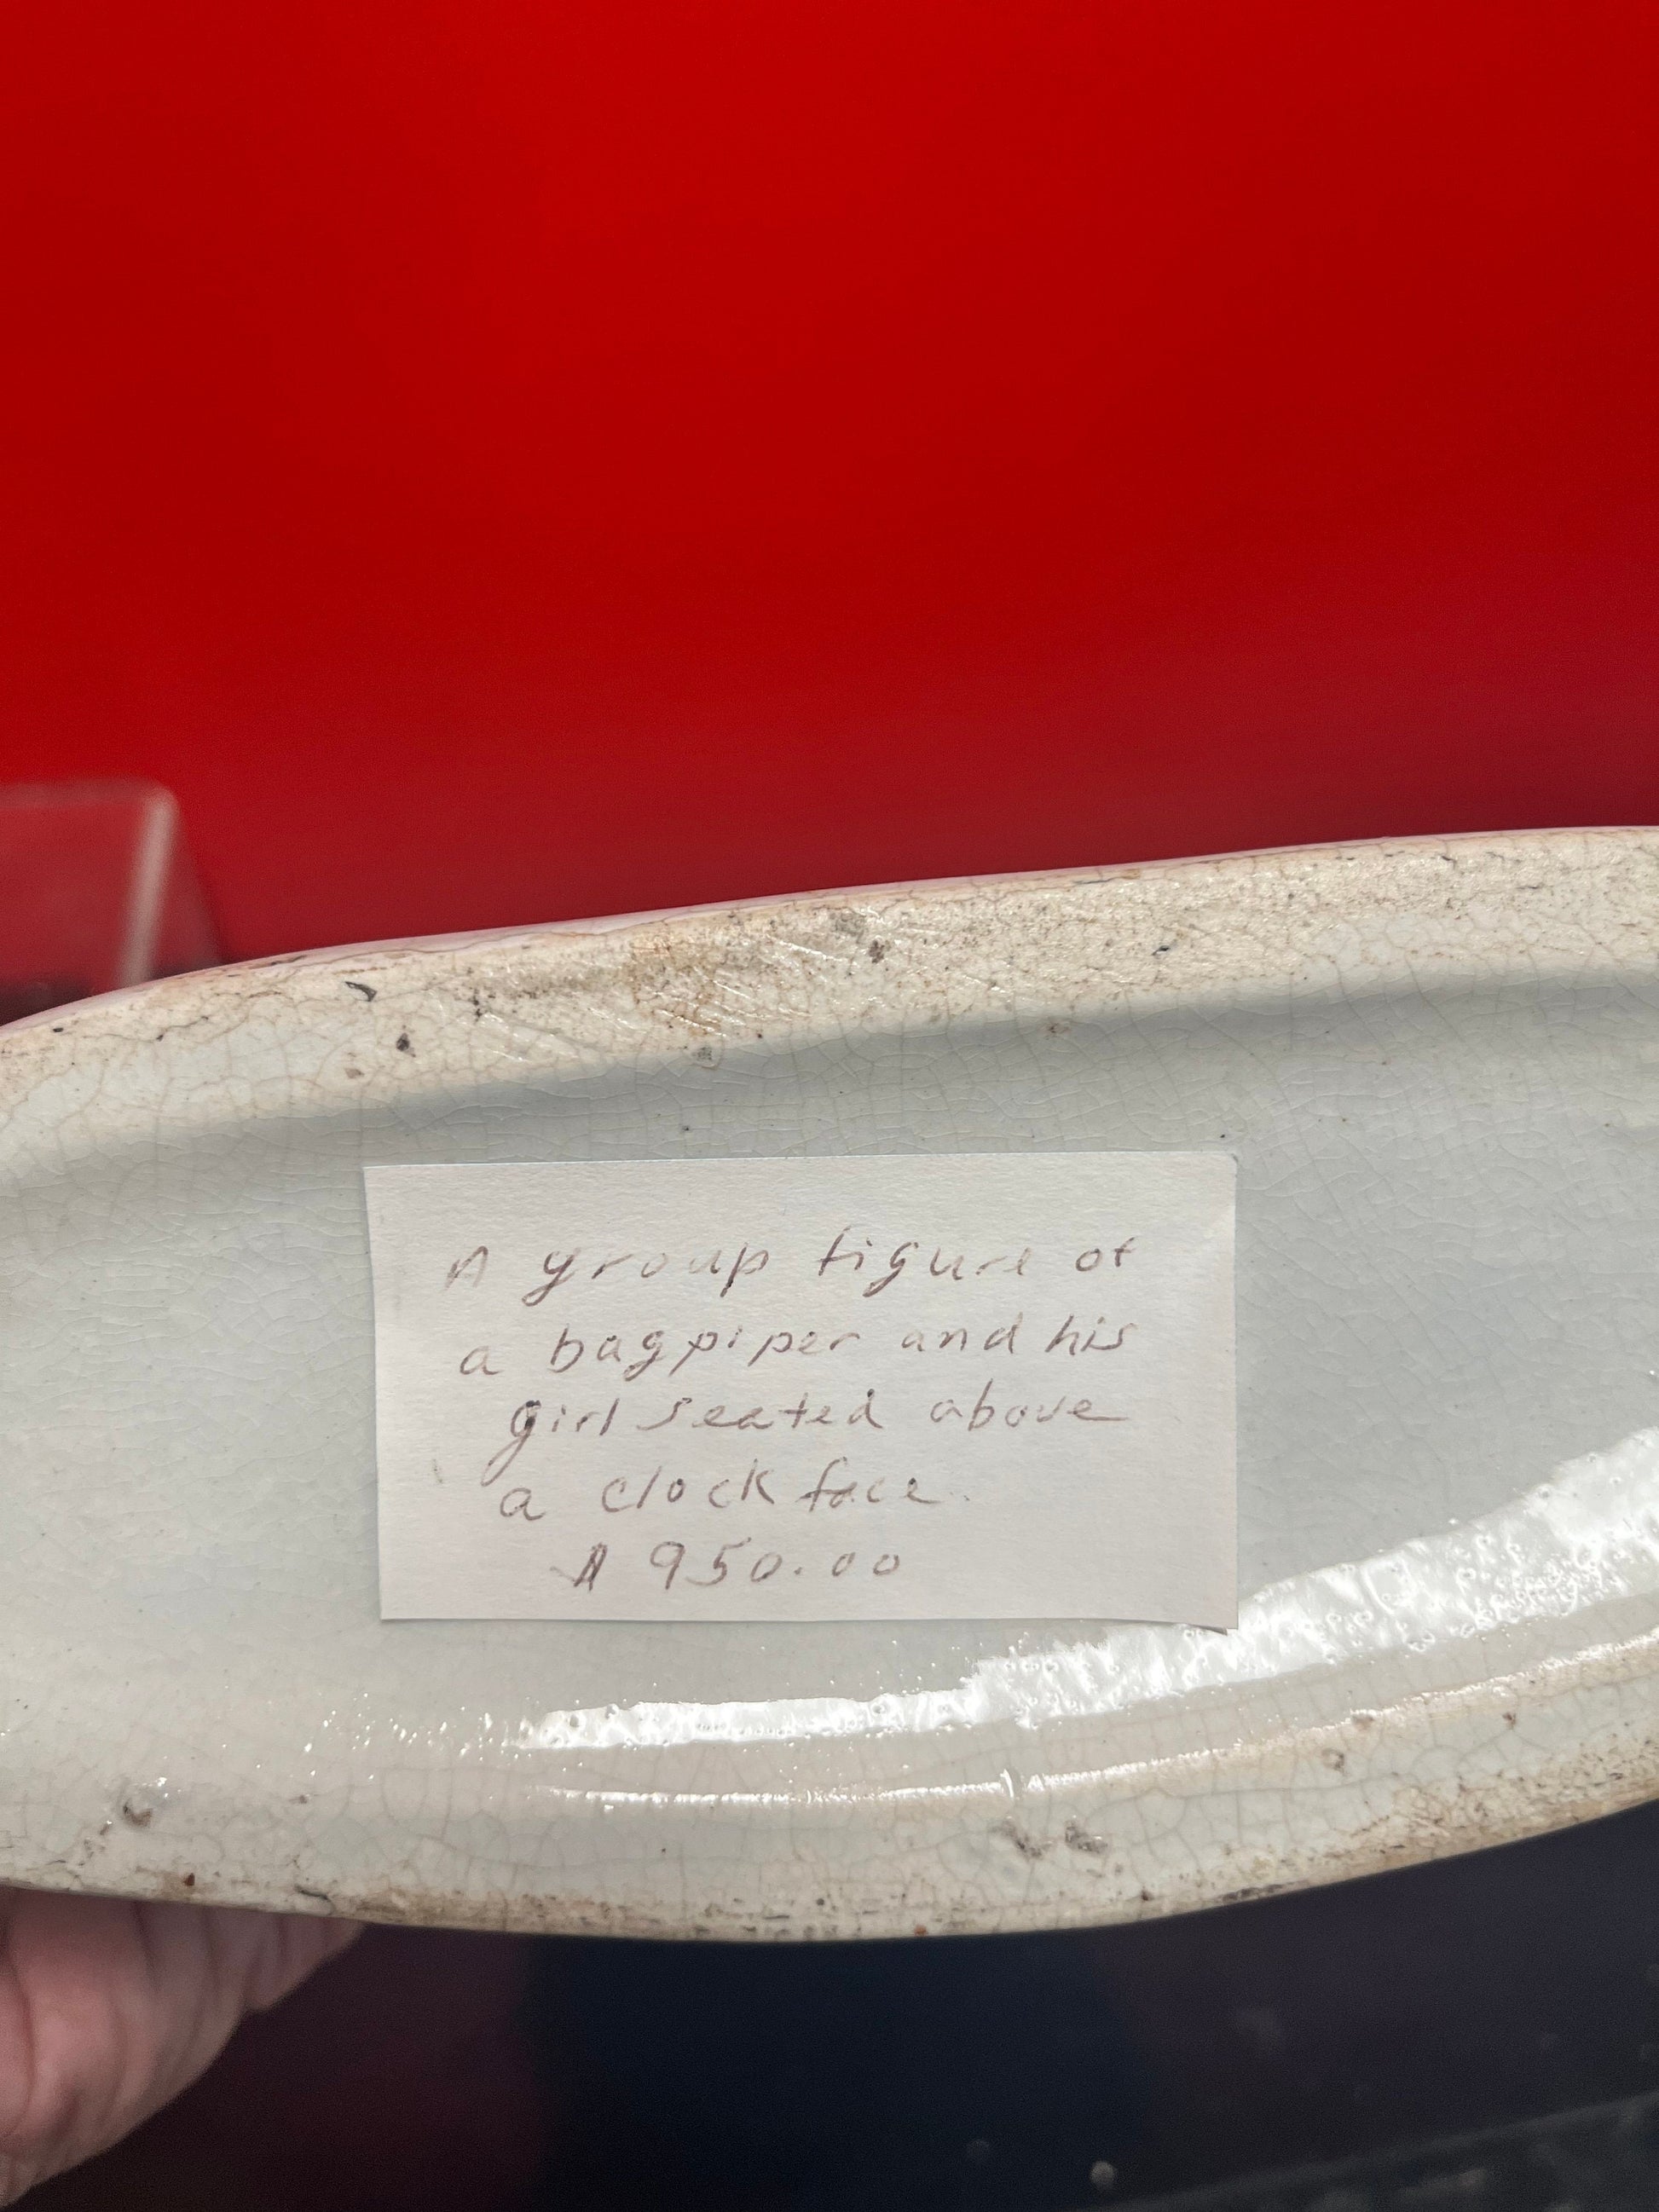 A group figure of
a bagpiper and his
girl seated above
a clock face.
$ 950.00